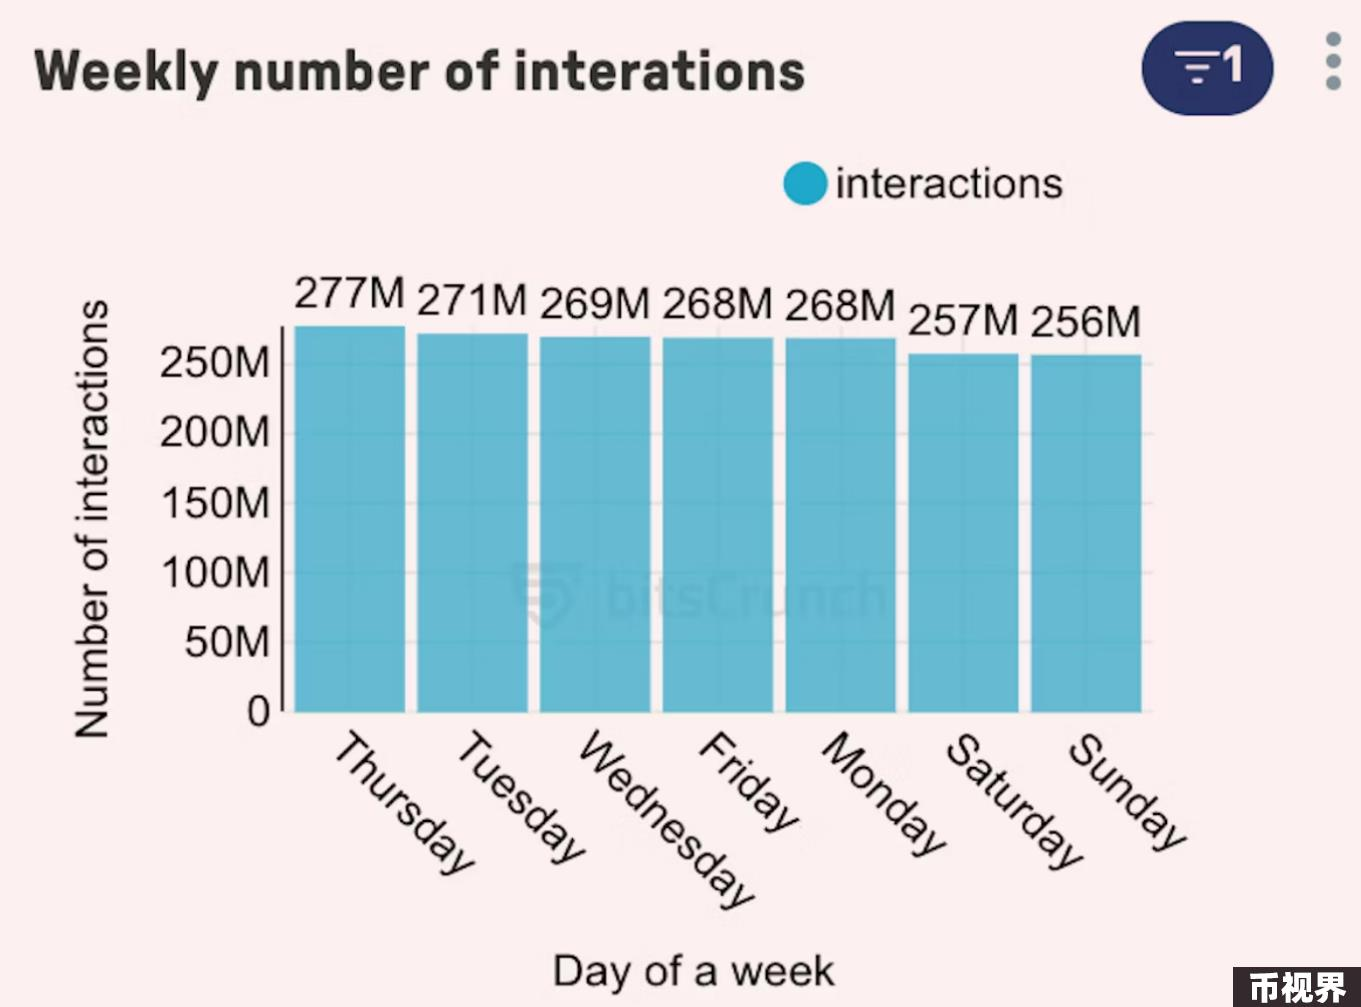 Weekly number of interations
1
interactions
277M 271M 269M 268M 268M 257M 256M
Number of interactions
250M
200M
150M
100M
50M
0
bitsCrunch
Thursday Tuesday Wednesday Friday Monday Saturday Sunday
Day of a week
币视界